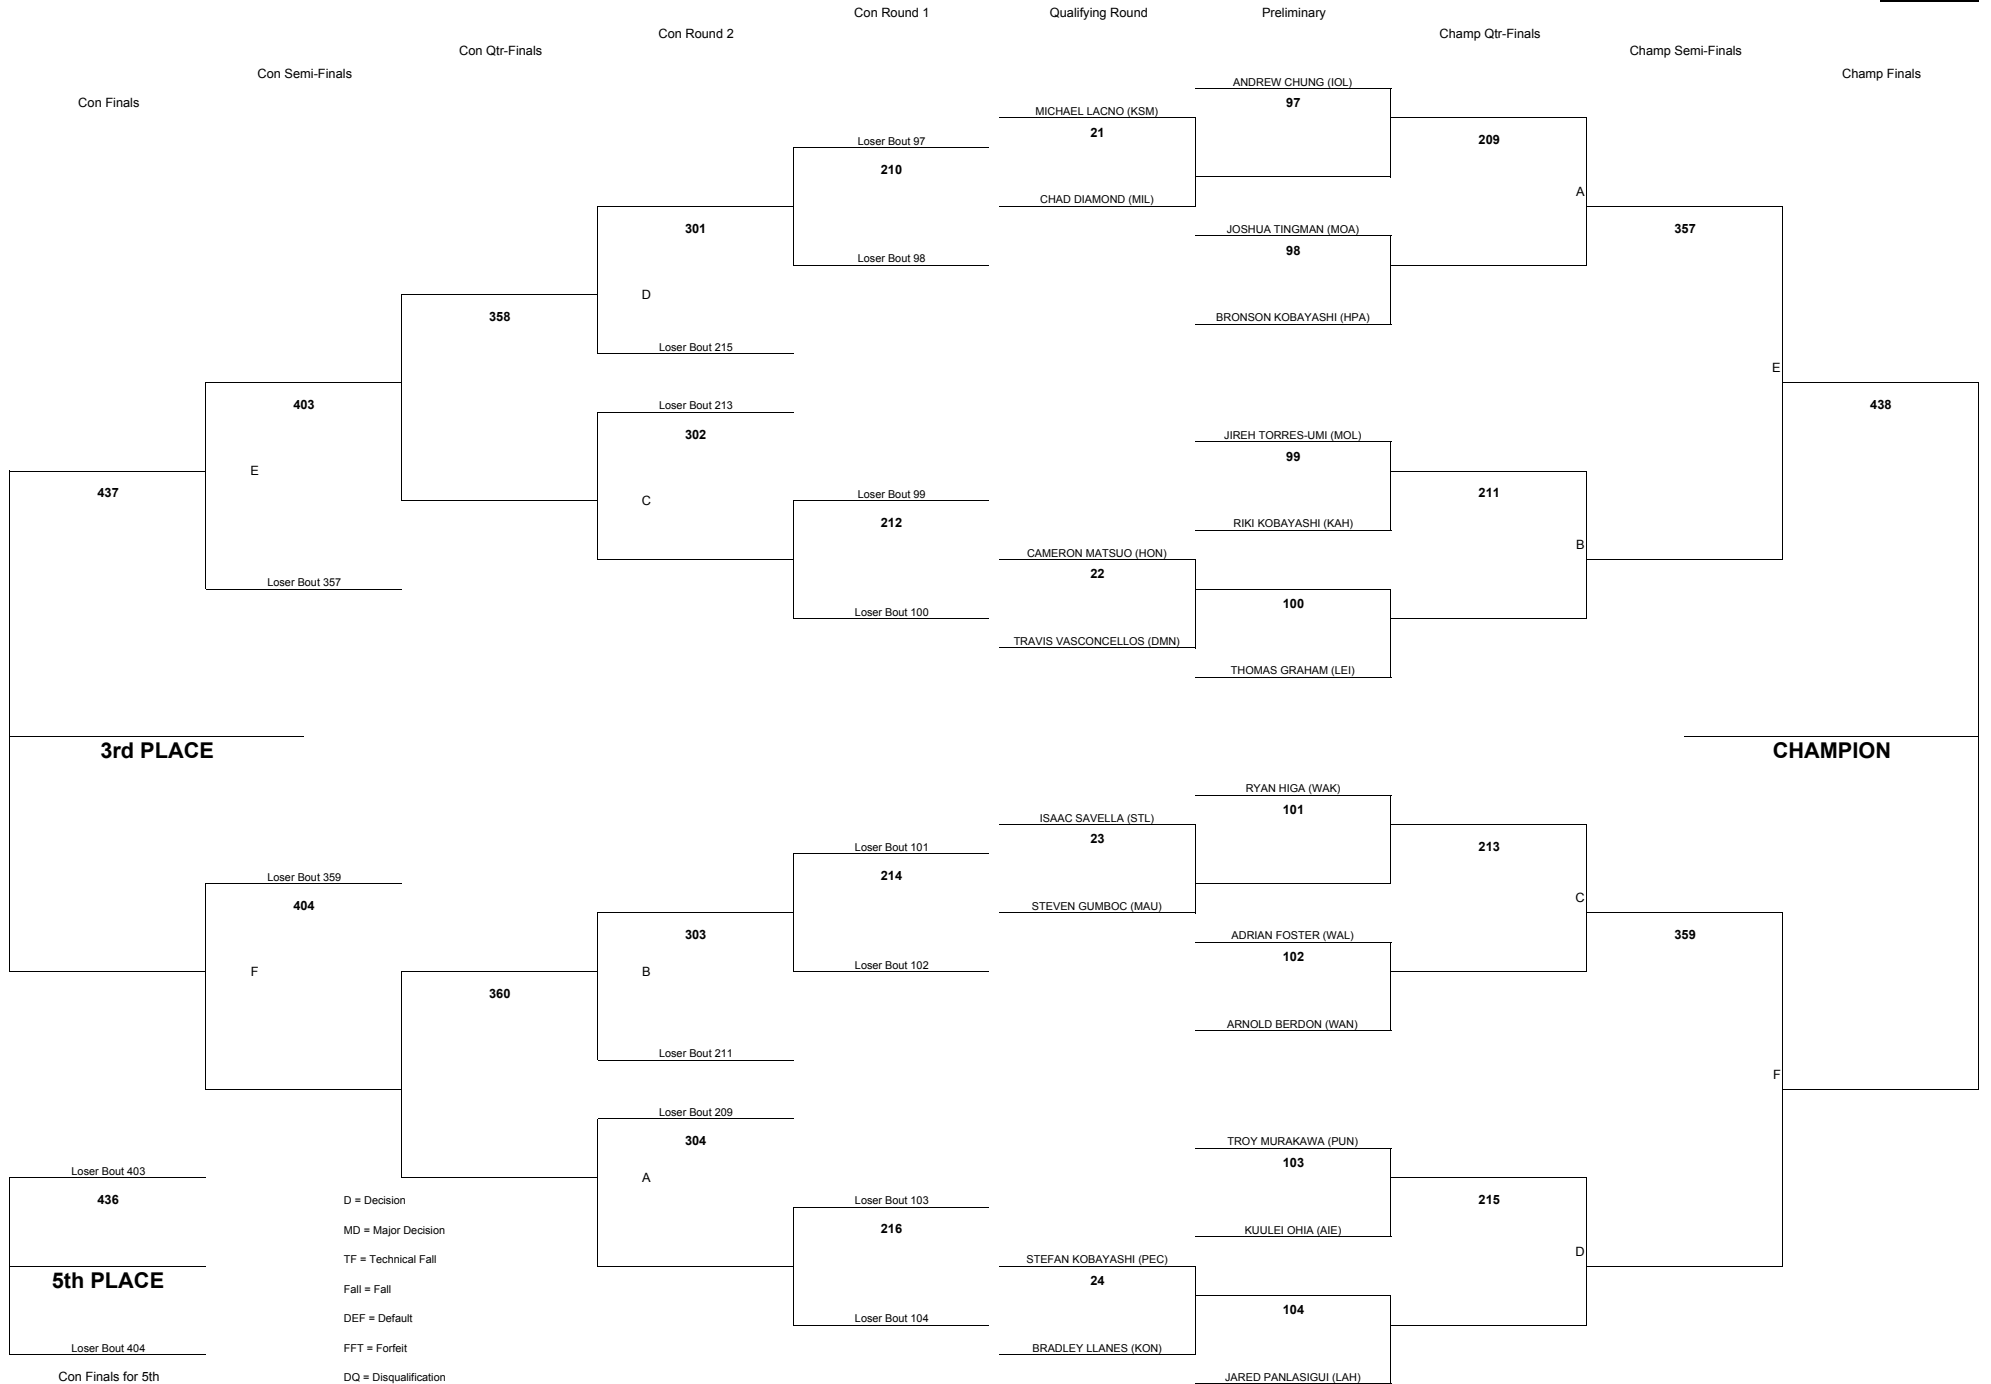 Con Round 1
Qualifying Round
Preliminary
Con Round 2
Champ Qtr-Finals
Con Qtr-Finals
Champ Semi-Finals
Con Semi-Finals
Champ Finals
Con Finals
ANDREW CHUNG (IOL)
97
MICHAEL LACNO (KSM)
21
Loser Bout 97
209
210
A
CHAD DIAMOND (MIL)
301
JOSHUA TINGMAN (MOA)
357
98
Loser Bout 98
D
358
BRONSON KOBAYASHI (HPA)
Loser Bout 215
E
403
Loser Bout 213
438
302
JIREH TORRES-UMI (MOL)
99
E
437
C
Loser Bout 99
211
212
RIKI KOBAYASHI (KAH)
B
CAMERON MATSUO (HON)
22
Loser Bout 357
100
Loser Bout 100
TRAVIS VASCONCELLOS (DMN)
THOMAS GRAHAM (LEI)
3rd PLACE
CHAMPION
RYAN HIGA (WAK)
101
ISAAC SAVELLA (STL)
23
Loser Bout 101
213
Loser Bout 359
214
C
404
STEVEN GUMBOC (MAU)
303
ADRIAN FOSTER (WAL)
359
102
Loser Bout 102
F
B
360
ARNOLD BERDON (WAN)
Loser Bout 211
F
Loser Bout 209
304
TROY MURAKAWA (PUN)
103
Loser Bout 403
A
436
D = Decision
Loser Bout 103
215
216
MD = Major Decision
KUULEI OHIA (AIE)
D
TF = Technical Fall
STEFAN KOBAYASHI (PEC)
5th PLACE
24
Fall = Fall
104
DEF = Default
Loser Bout 104
Loser Bout 404
FFT = Forfeit
BRADLEY LLANES (KON)
Con Finals for 5th
DQ = Disqualification
JARED PANLASIGUI (LAH)